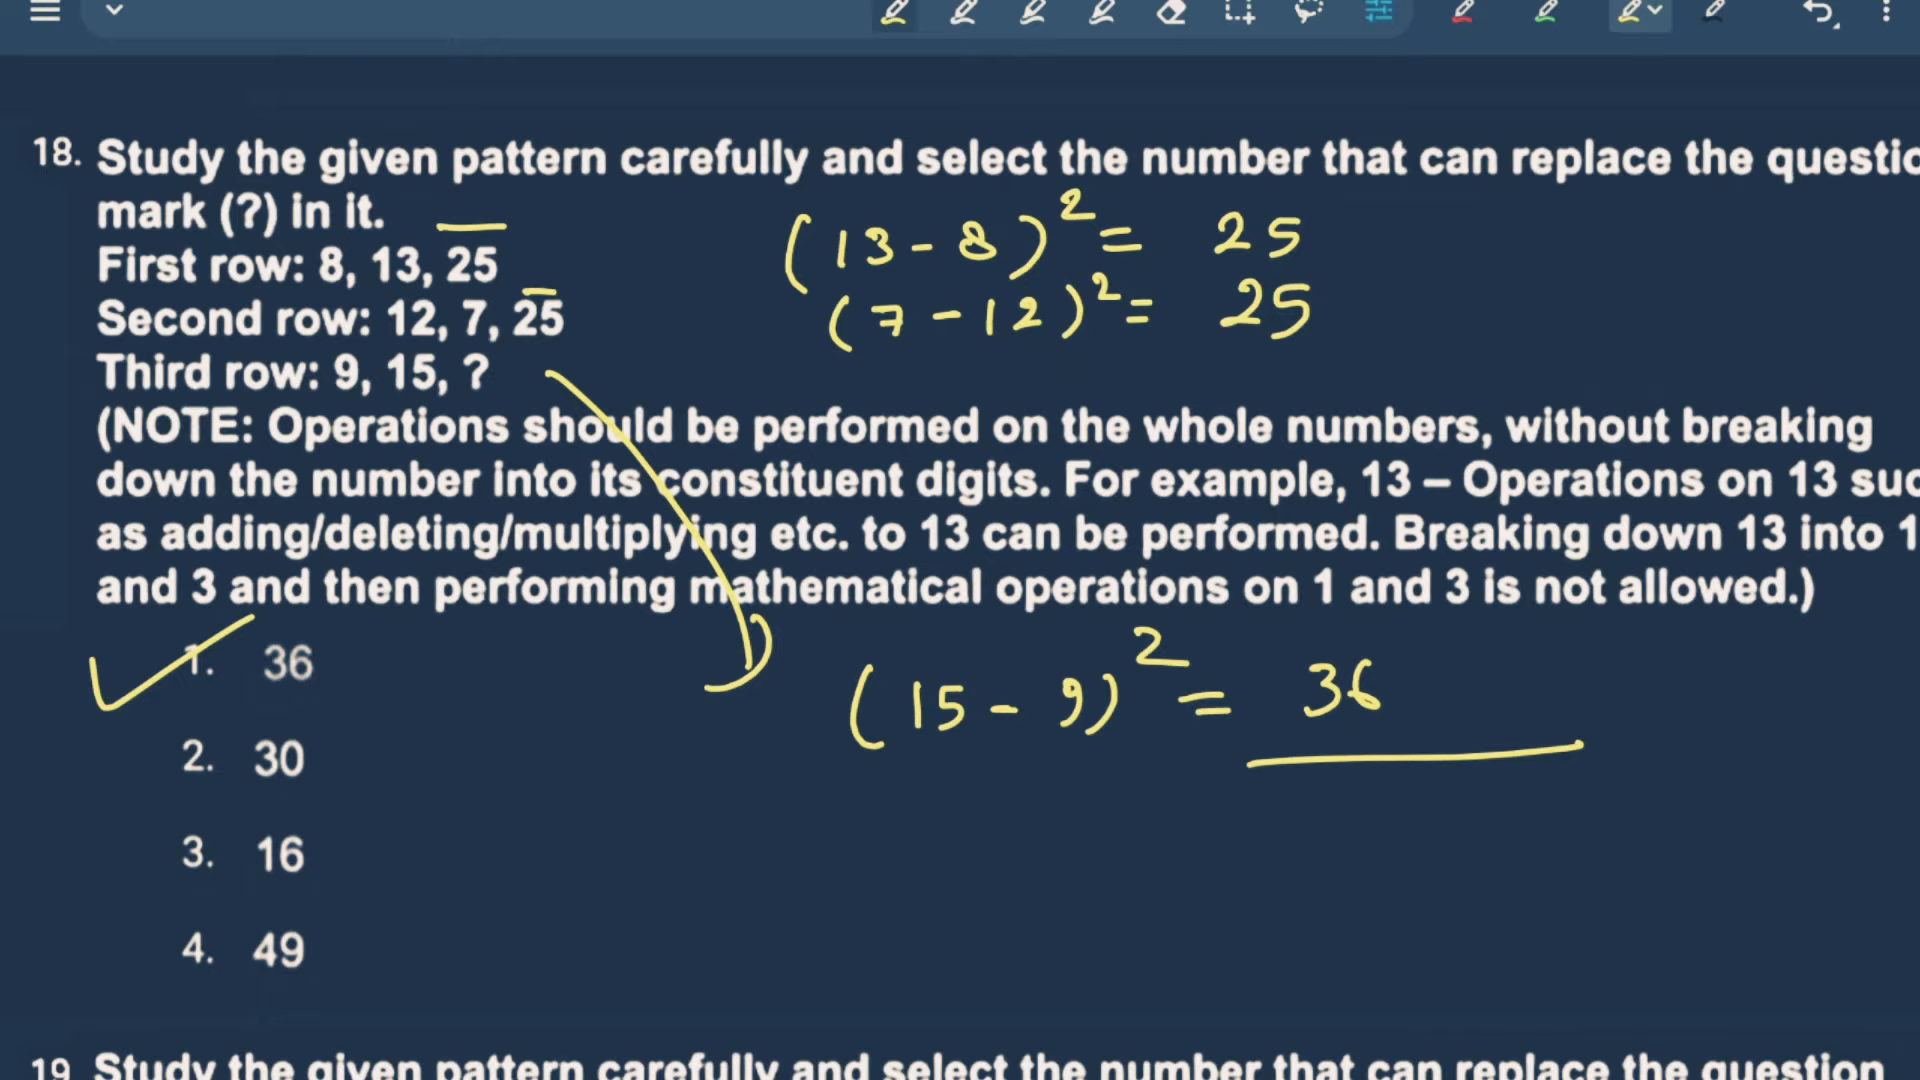 18. Study the given pattern carefully and select the number that can replace the questio
mark (?) in it.
(13-8)² = 25
First row: 8, 13, 25
Second row: 12, 7, 25
(7-12)² = 25
Third row: 9, 15, ?
(NOTE: Operations should be performed on the whole numbers, without breaking
down the number into its constituent digits. For example, 13 – Operations on 13 suc
as adding/deleting/multiplying etc. to 13 can be performed. Breaking down 13 into 1
and 3 and then performing mathematical operations on 1 and 3 is not allowed.)
1. 36
(15-9)² = 36
2. 30
3. 16
4. 49
19 Study the given pattern carefully and select the number that can replace the question